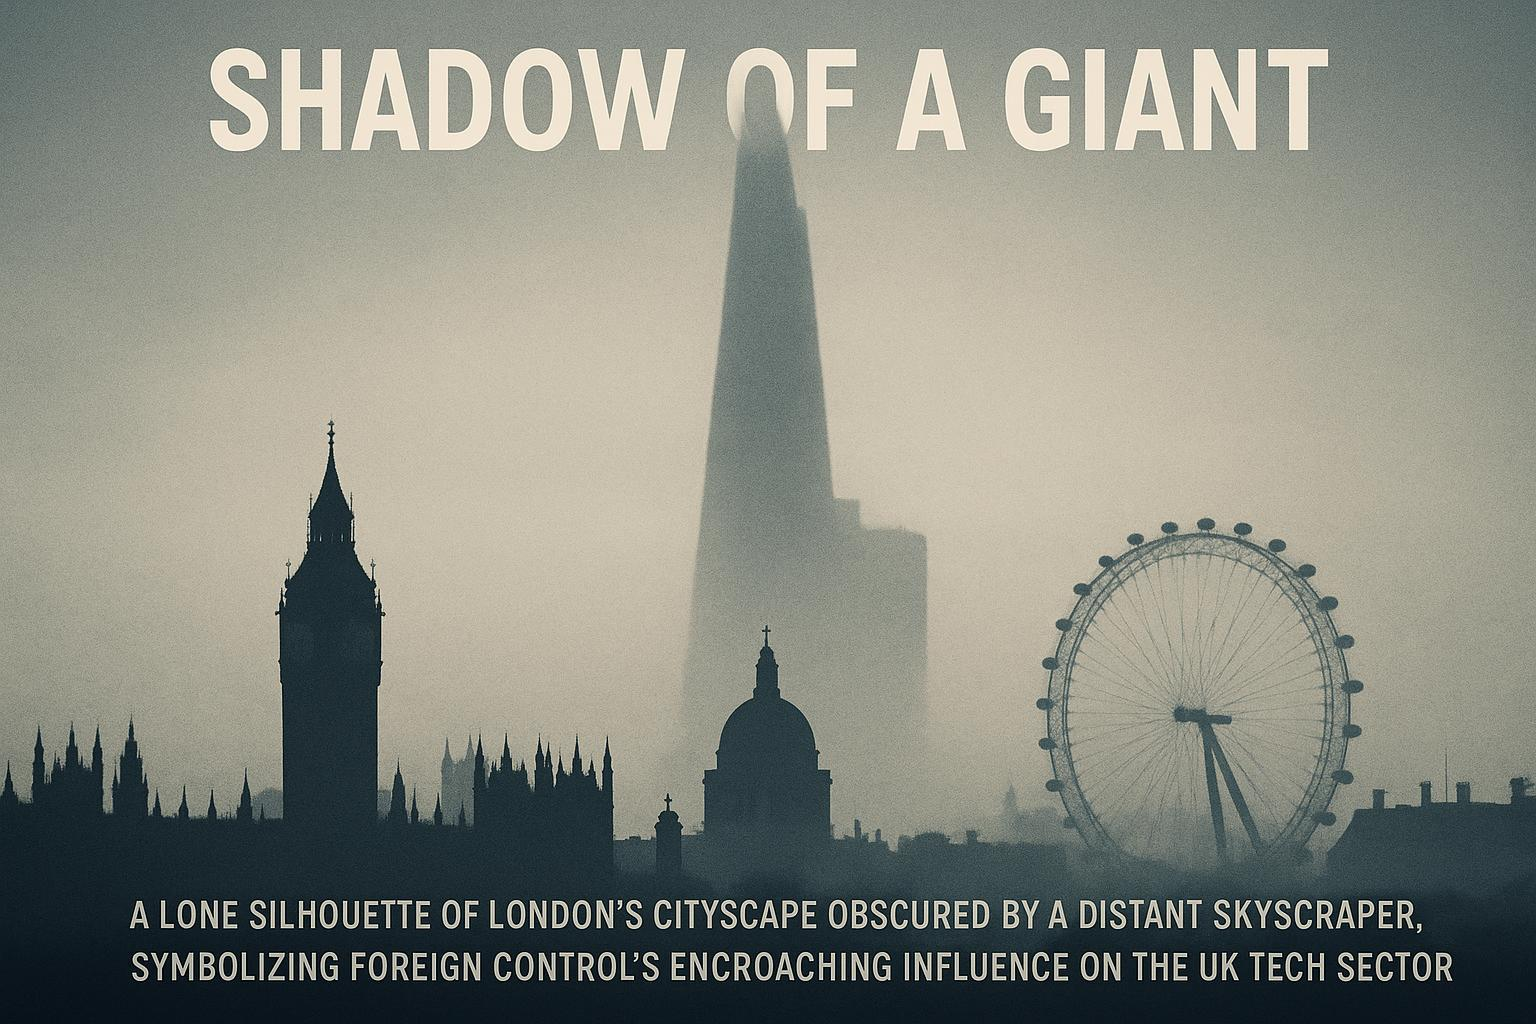 SHADOW OF A GIANT
A LONE SILHOUETTE OF LONDON'S CITYSCAPE OBSCURED BY A DISTANT SKYSCRAPER,
SYMBOLIZING FOREIGN CONTROL'S ENCROACHING INFLUENCE ON THE UK TECH SECTOR